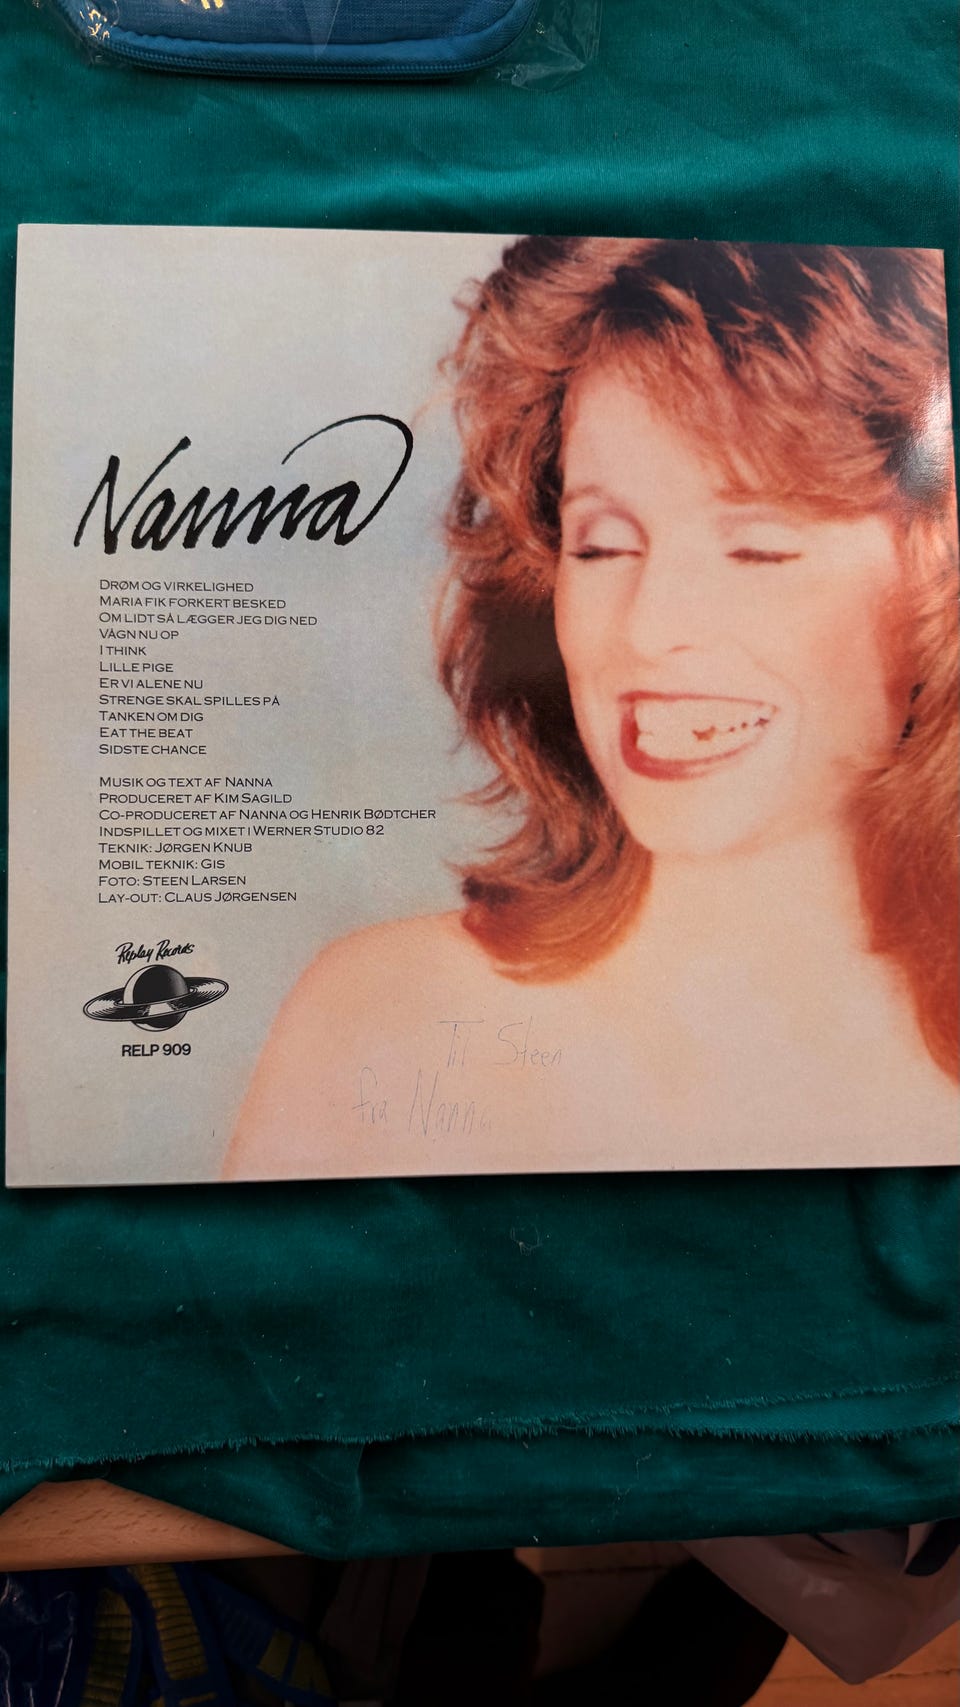 Nanna
DRØM OG VIRKELIGHED
MARIA FIK FORKERT BESKED
OM LIDT SÅ LÆGGER JEG DIG NED
VÅGN NU OP
I THINK
LILLE PIGE
ER VI ALENE NU
STRENGE SKAL SPILLES PÅ
TANKEN OM DIG
EAT THE BEAT
SIDSTE CHANCE
MUSIK OG TEXT AF NANNA
PRODUCERET AF KIM SAGILD
CO-PRODUCERET AF NANNA OG HENRIK BØDTCHER
INDSPILLET OG MIXET I WERNER STUDIO 82
TEKNIK: JØRGEN KNUB
MOBIL TEKNIK: GIS
FOTO: STEEN LARSEN
LAY-OUT: CLAUS JØRGENSEN
Replay Records
RELP 909
Til Steen
fra Nanna